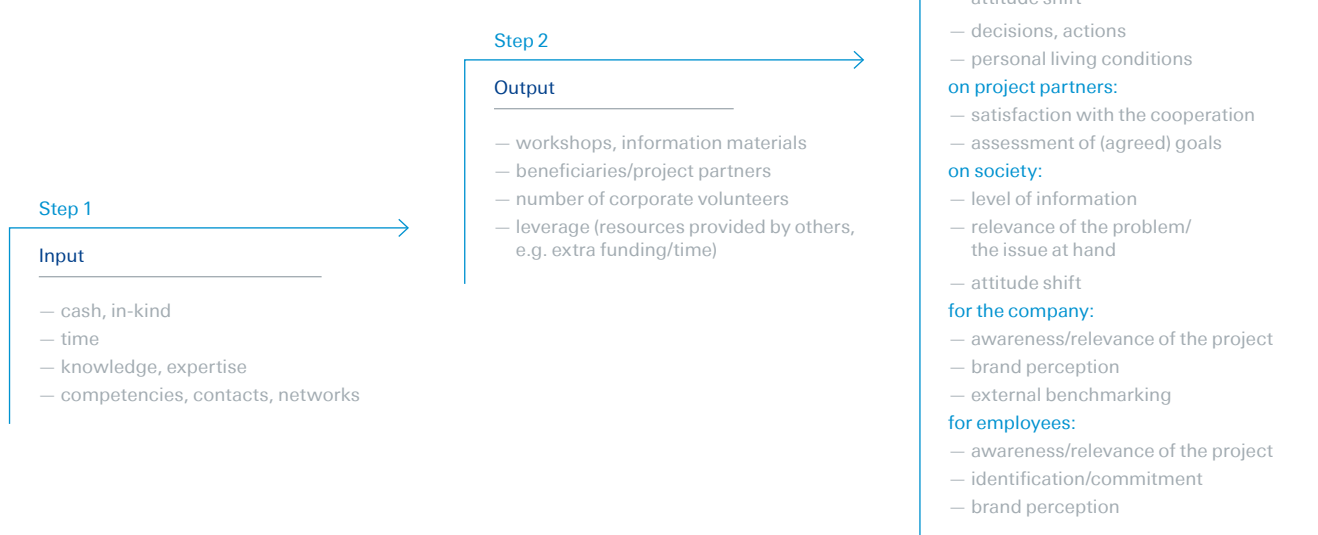 Step 1
Input
— cash, in-kind
— time
— knowledge, expertise
— competencies, contacts, networks
Step 2
Output
— workshops, information materials
— beneficiaries/project partners
— number of corporate volunteers
— leverage (resources provided by others,
e.g. extra funding/time)
attitude shift
— decisions, actions
— personal living conditions
on project partners:
— satisfaction with the cooperation
— assessment of (agreed) goals
on society:
— level of information
— relevance of the problem/
the issue at hand
— attitude shift
for the company:
— awareness/relevance of the project
— brand perception
— external benchmarking
for employees:
— awareness/relevance of the project
— identification/commitment
— brand perception